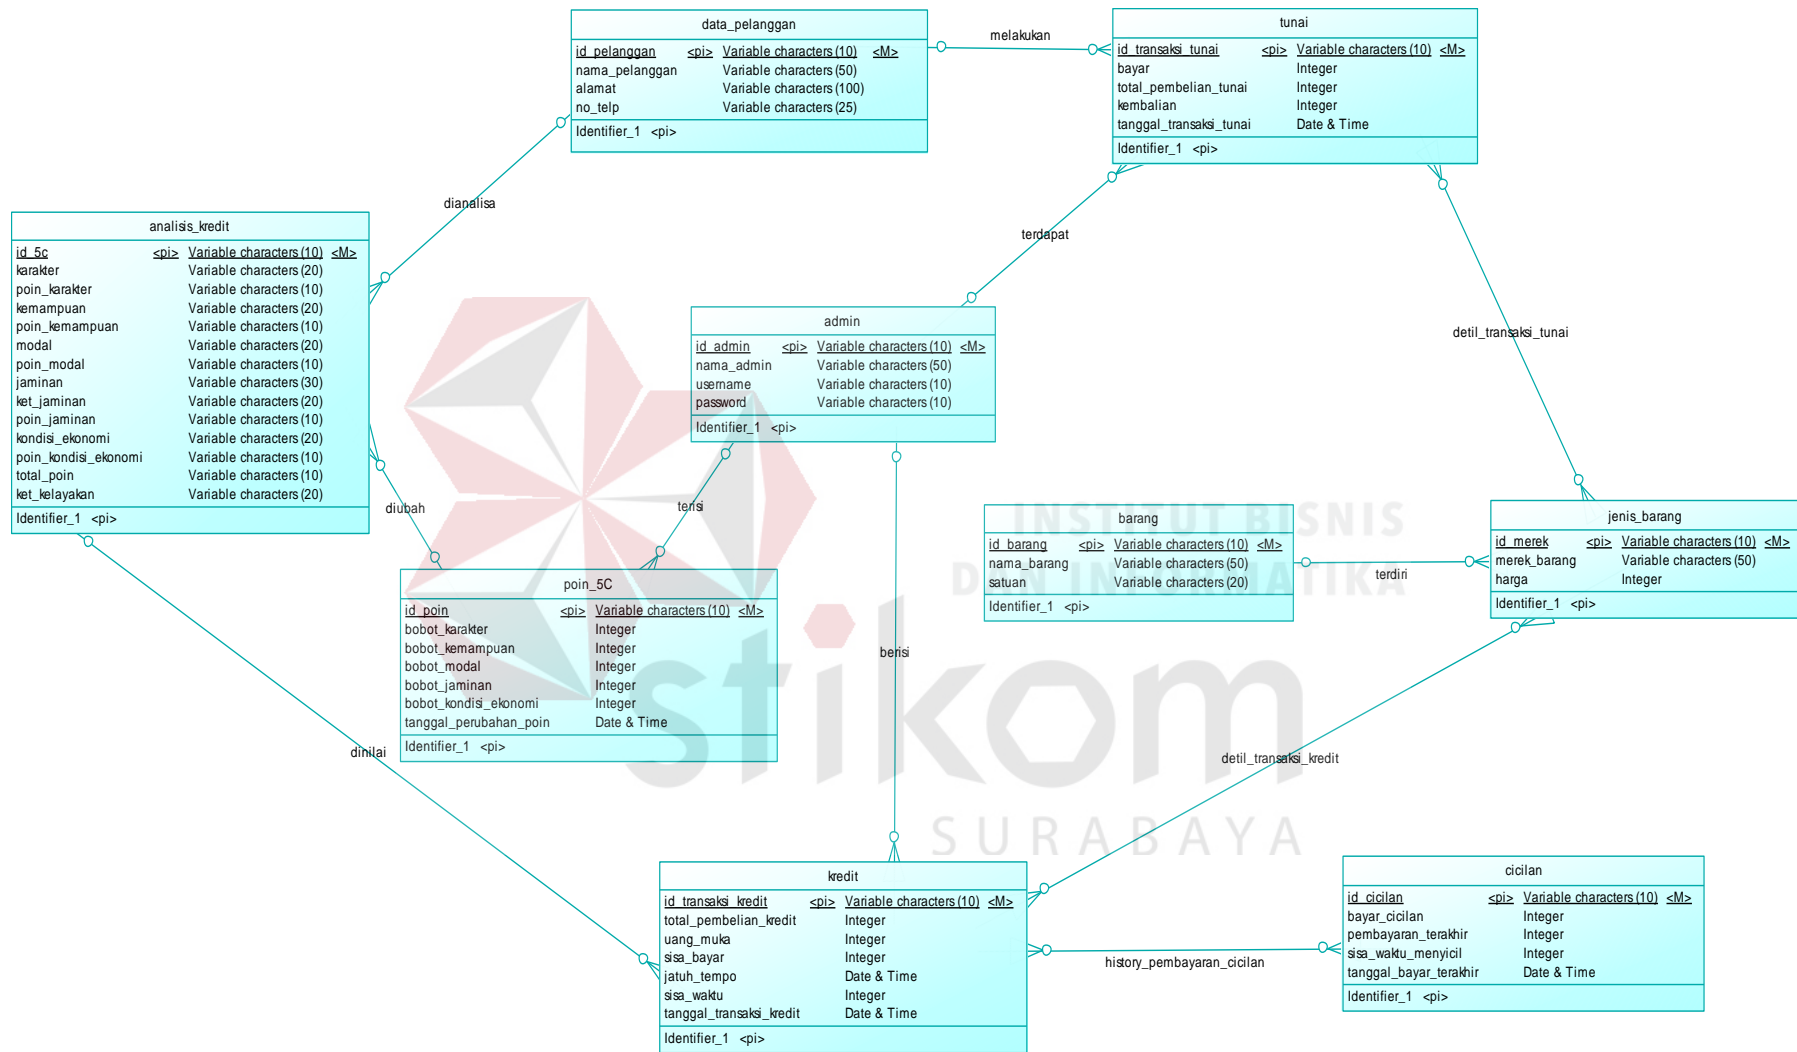 data_pelanggan
id_pelanggan <pi> Variable characters (10) <M>
nama_pelanggan Variable characters (50)
alamat Variable characters (100)
no_telp Variable characters (25)
Identifier_1 <pi>
melakukan
tunai
id_transaksi_tunai <pi> Variable characters (10) <M>
bayar Integer
total_pembelian_tunai Integer
kembalian Integer
tanggal_transaksi_tunai Date & Time
Identifier_1 <pi>
dianalisa
terdapat
detil_transaksi_tunai
analisis_kredit
id_5c <pi> Variable characters (10) <M>
karakter Variable characters (20)
poin_karakter Variable characters (10)
kemampuan Variable characters (20)
poin_kemampuan Variable characters (10)
modal Variable characters (20)
poin_modal Variable characters (10)
jaminan Variable characters (30)
ket_jaminan Variable characters (20)
poin_jaminan Variable characters (10)
kondisi_ekonomi Variable characters (20)
poin_kondisi_ekonomi Variable characters (10)
total_poin Variable characters (10)
ket_kelayakan Variable characters (20)
Identifier_1 <pi>
admin
id_admin <pi> Variable characters (10) <M>
nama_admin Variable characters (50)
username Variable characters (10)
password Variable characters (10)
Identifier_1 <pi>
diubah
terisi
INSTITUT BISNIS
DAN INFORMATIKA
barang
id_barang <pi> Variable characters (10) <M>
nama_barang Variable characters (50)
satuan Variable characters (20)
Identifier_1 <pi>
terdiri
jenis_barang
id_merek <pi> Variable characters (10) <M>
merek_barang Variable characters (50)
harga Integer
Identifier_1 <pi>
poin_5C
id_poin <pi> Variable characters (10) <M>
bobot_karakter Integer
bobot_kemampuan Integer
bobot_modal Integer
bobot_jaminan Integer
bobot_kondisi_ekonomi Integer
tanggal_perubahan_poin Date & Time
Identifier_1 <pi>
berisi
stikom
SURABAYA
dinilai
detil_transaksi_kredit
kredit
id_transaksi_kredit <pi> Variable characters (10) <M>
total_pembelian_kredit Integer
uang_muka Integer
sisa_bayar Integer
jatuh_tempo Date & Time
sisa_waktu Integer
tanggal_transaksi_kredit Date & Time
Identifier_1 <pi>
history_pembayaran_cicilan
cicilan
id_cicilan <pi> Variable characters (10) <M>
bayar_cicilan Integer
pembayaran_terakhir Integer
sisa_waktu_menyicil Integer
tanggal_bayar_terakhir Date & Time
Identifier_1 <pi>